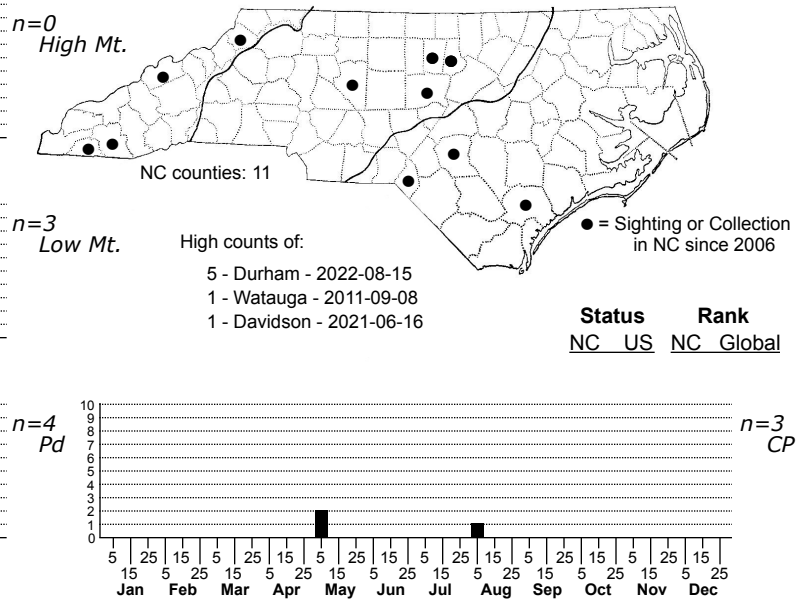 n=0
High Mt.
NC counties: 11
n=3
Low Mt.
High counts of:
5 - Durham - 2022-08-15
1 - Watauga - 2011-09-08
1 - Davidson - 2021-06-16
● = Sighting or Collection
in NC since 2006
Status Rank
NC US NC Global
n=4
Pd
n=3
CP
10
9
8
7
6
5
4
3
2
1
0
5 25 15 5 25 15 5 25 15 5 25 15 5 25 15 5 25 15
15 5 25 15 5 25 15 5 25 15 5 25 15 5 25 15 5 25
Jan Feb Mar Apr May Jun Jul Aug Sep Oct Nov Dec